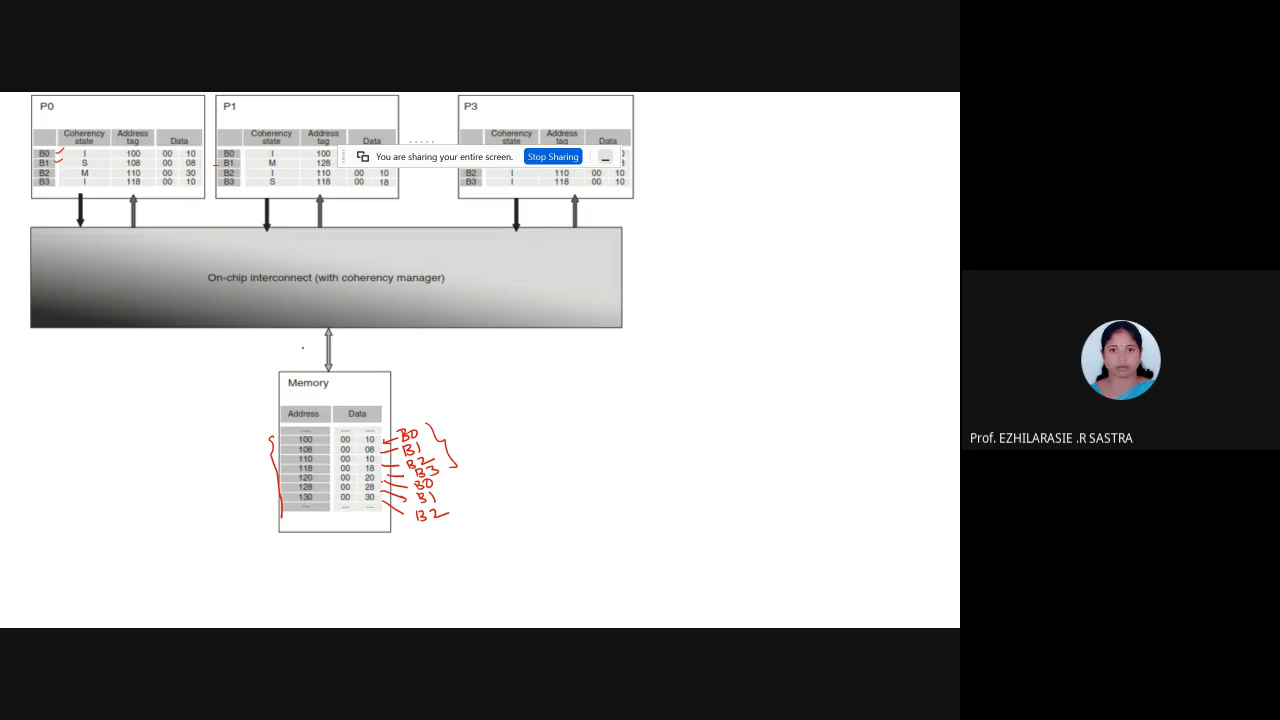 P0
Coherency state Address tag Data
B0 I 100 00 10
B1 S 108 00 08
B2 M 110 00 30
B3 I 118 00 10
P1
Coherency state Address tag Data
B0 I 100
B1 M 128
B2 I 110 00 10
B3 S 118 00 18
.....
P3
Coherency state Address tag Data
B2 I 110 00 10
B3 I 118 00 10
You are sharing your entire screen. Stop Sharing
On-chip interconnect (with coherency manager)
Memory
Address Data
.... .... ....
100 00 10 B0
108 00 08 B1
110 00 10 B2
118 00 18 B3
120 00 20 B0
128 00 28 B1
130 00 30 B2
... ... ...
Prof. EZHILARASIE .R SASTRA